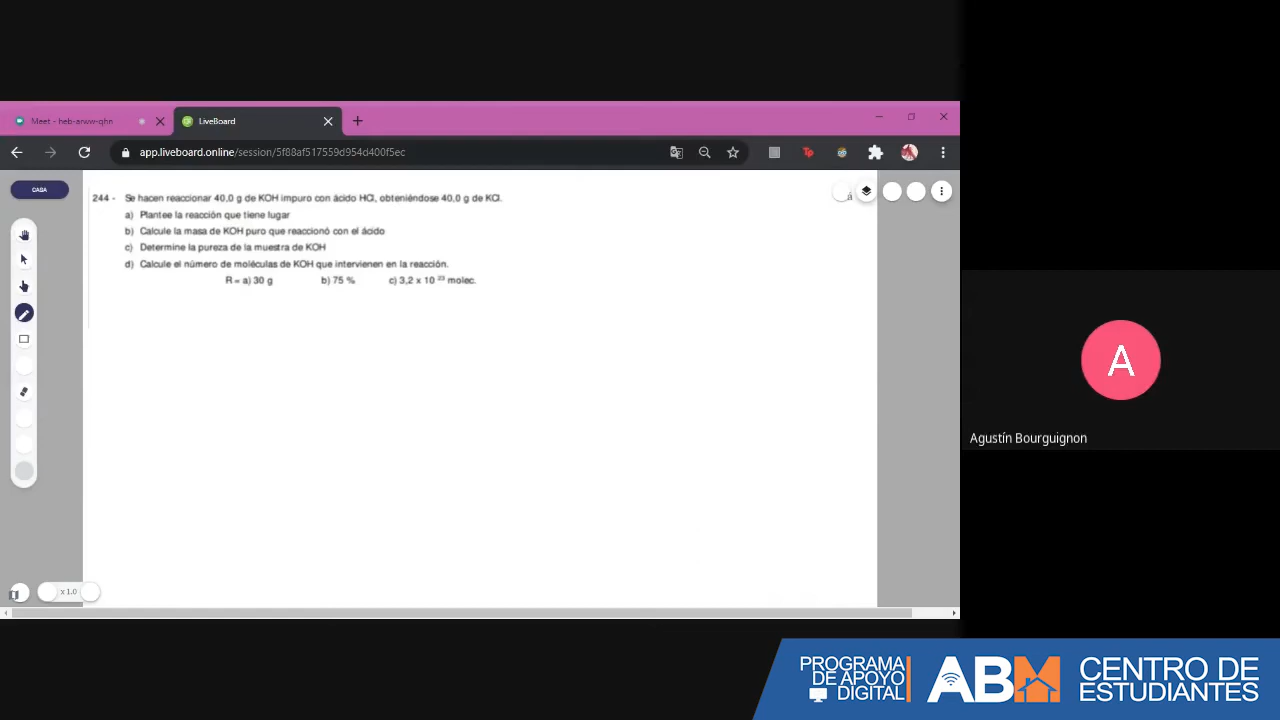 Meet - heb-arww-qhn
LiveBoard
app.liveboard.online/session/5f88af517559d954d400f5ec
CASA
244 - Se hacen reaccionar 40,0 g de KOH impuro con ácido HCl, obteniéndose 40,0 g de KCl.
a) Plantee la reacción que tiene lugar
b) Calcule la masa de KOH puro que reaccionó con el ácido
c) Determine la pureza de la muestra de KOH
d) Calcule el número de moléculas de KOH que intervienen en la reacción.
R = a) 30 g b) 75 % c) 3,2 x 10 23 molec.
x 1.0
A
Agustín Bourguignon
PROGRAMA
DE APOYO
DIGITAL
ABM
CENTRO DE
ESTUDIANTES